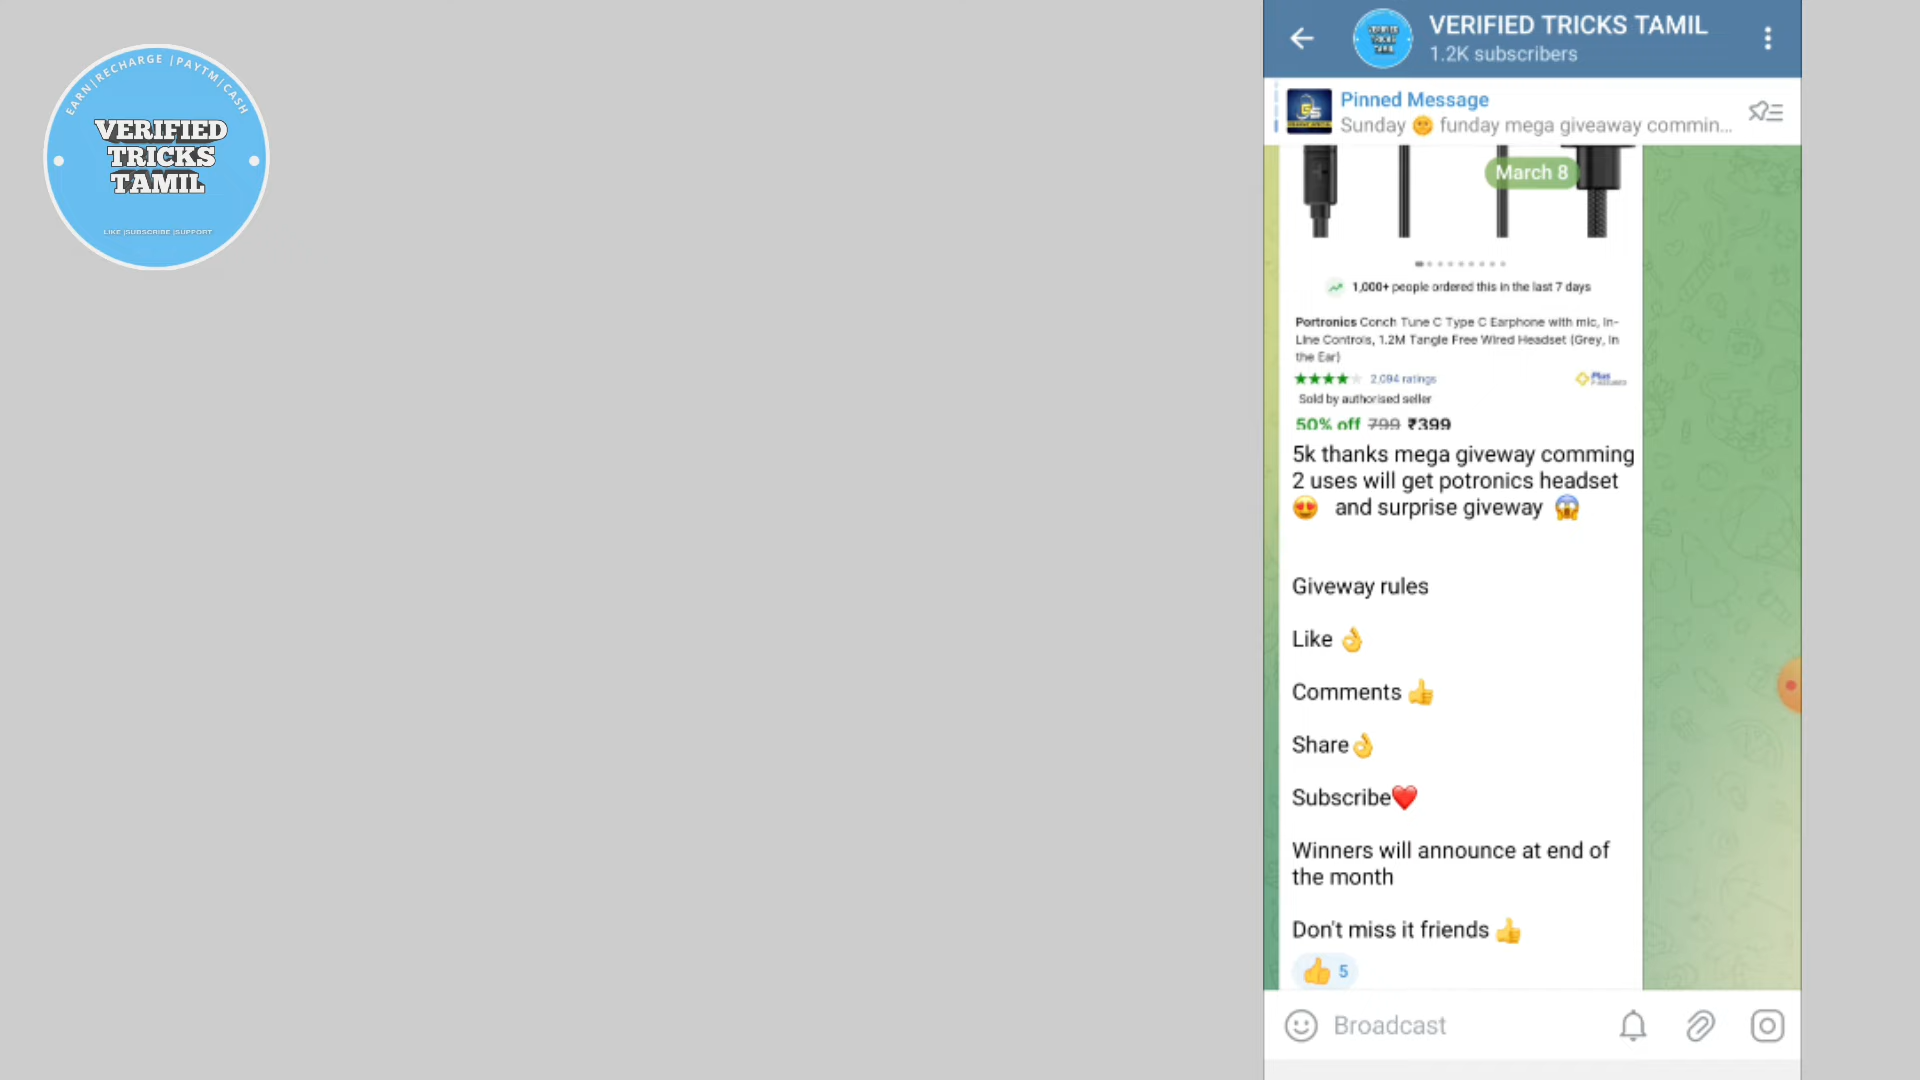 EARN|RECHARGE |PAYTM|CASH
VERIFIED
TRICKS
TAMIL
LIKE |SUBSCRIBE |SUPPORT
VERIFIED TRICKS TAMIL
1.2K subscribers
Pinned Message
Sunday 🌞 funday mega giveaway commin...
March 8
1,000+ people ordered this in the last 7 days
Portronics Conch Tune C Type C Earphone with mic, In-
Line Controls, 1.2M Tangle Free Wired Headset (Grey, In
the Ear)
★★★★★ 2,094 ratings
Plus
Sold by authorised seller
50% off 799 ₹399
5k thanks mega giveway comming
2 uses will get potronics headset
😍 and surprise giveway 😱
Giveway rules
Like 👌
Comments 👍
Share👌
Subscribe❤️
Winners will announce at end of
the month
Don't miss it friends 👍
👍 5
Broadcast